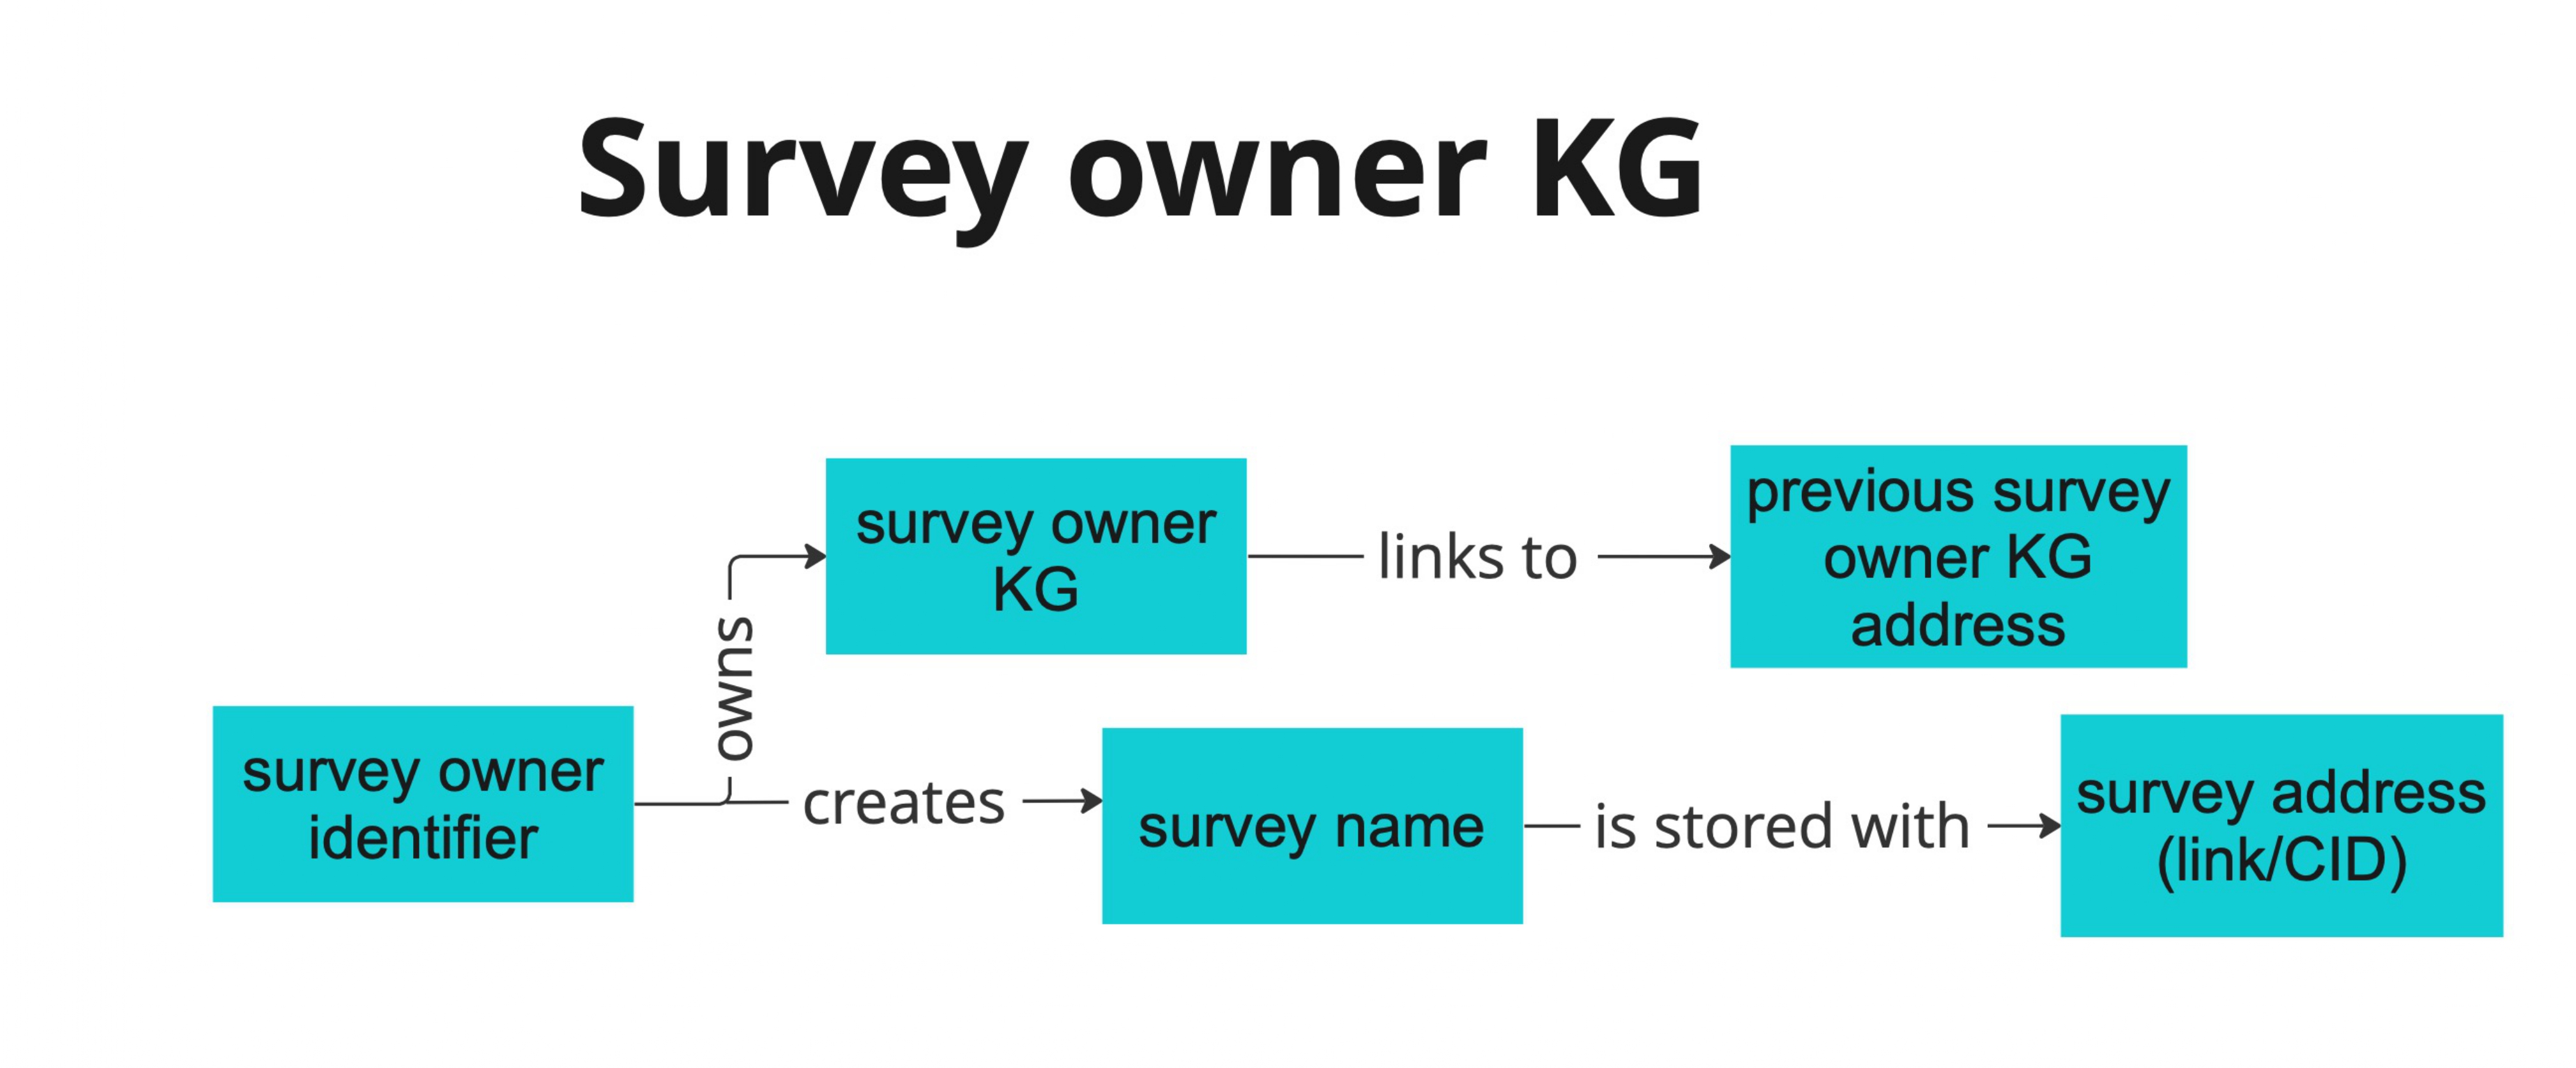 Survey owner KG
survey owner
KG
links to
previous survey
owner KG
address
owns
survey owner
identifier
creates
survey name
is stored with
survey address
(link/CID)